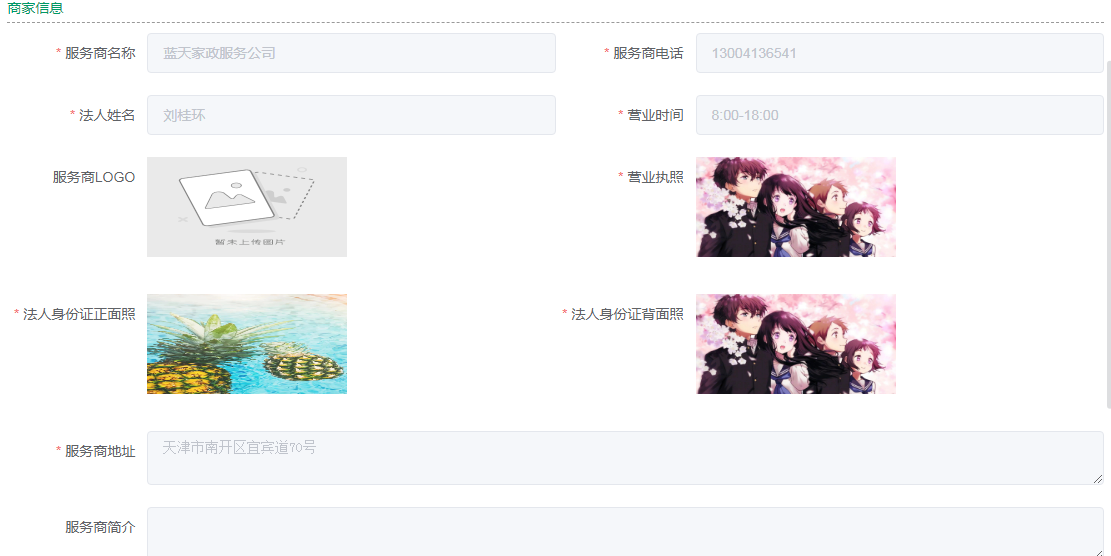 商家信息
* 服务商名称 蓝天家政服务公司 * 服务商电话 13004136541
* 法人姓名 刘桂环 * 营业时间 8:00-18:00
服务商LOGO * 营业执照
暂未上传图片
* 法人身份证正面照 * 法人身份证背面照
* 服务商地址 天津市南开区宜宾道70号
服务商简介